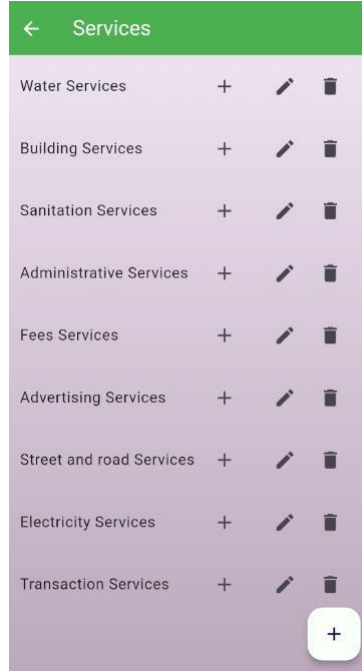 Services
Water Services
Building Services
Sanitation Services
Administrative Services
Fees Services
Advertising Services
Street and road Services
Electricity Services
Transaction Services